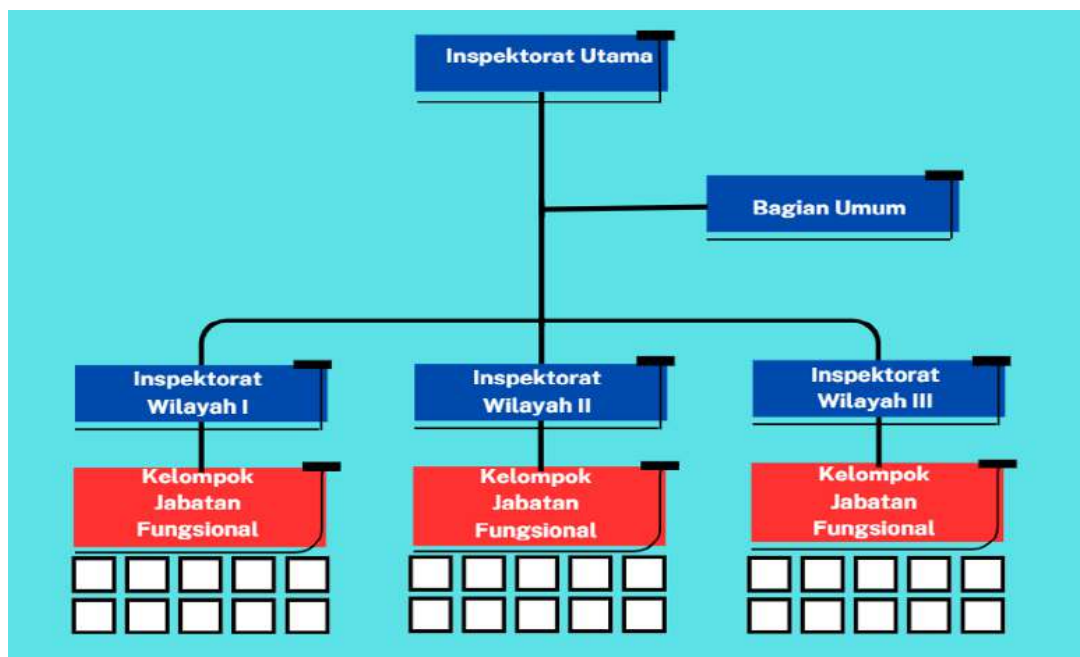 Inspektorat Utama
Bagian Umum
Inspektorat
Wilayah I
Inspektorat
Wilayah II
Inspektorat
Wilayah III
Kelompok
Jabatan
Fungsional
Kelompok
Jabatan
Fungsional
Kelompok
Jabatan
Fungsional